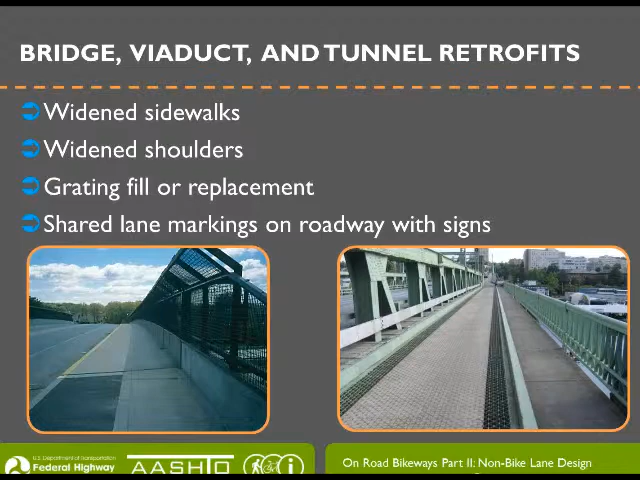 BRIDGE, VIADUCT, AND TUNNEL RETROFITS
Widened sidewalks
Widened shoulders
Grating fill or replacement
Shared lane markings on roadway with signs
U.S. Department of Transportation
Federal Highway
AASHTO
On Road Bikeways Part II: Non-Bike Lane Design